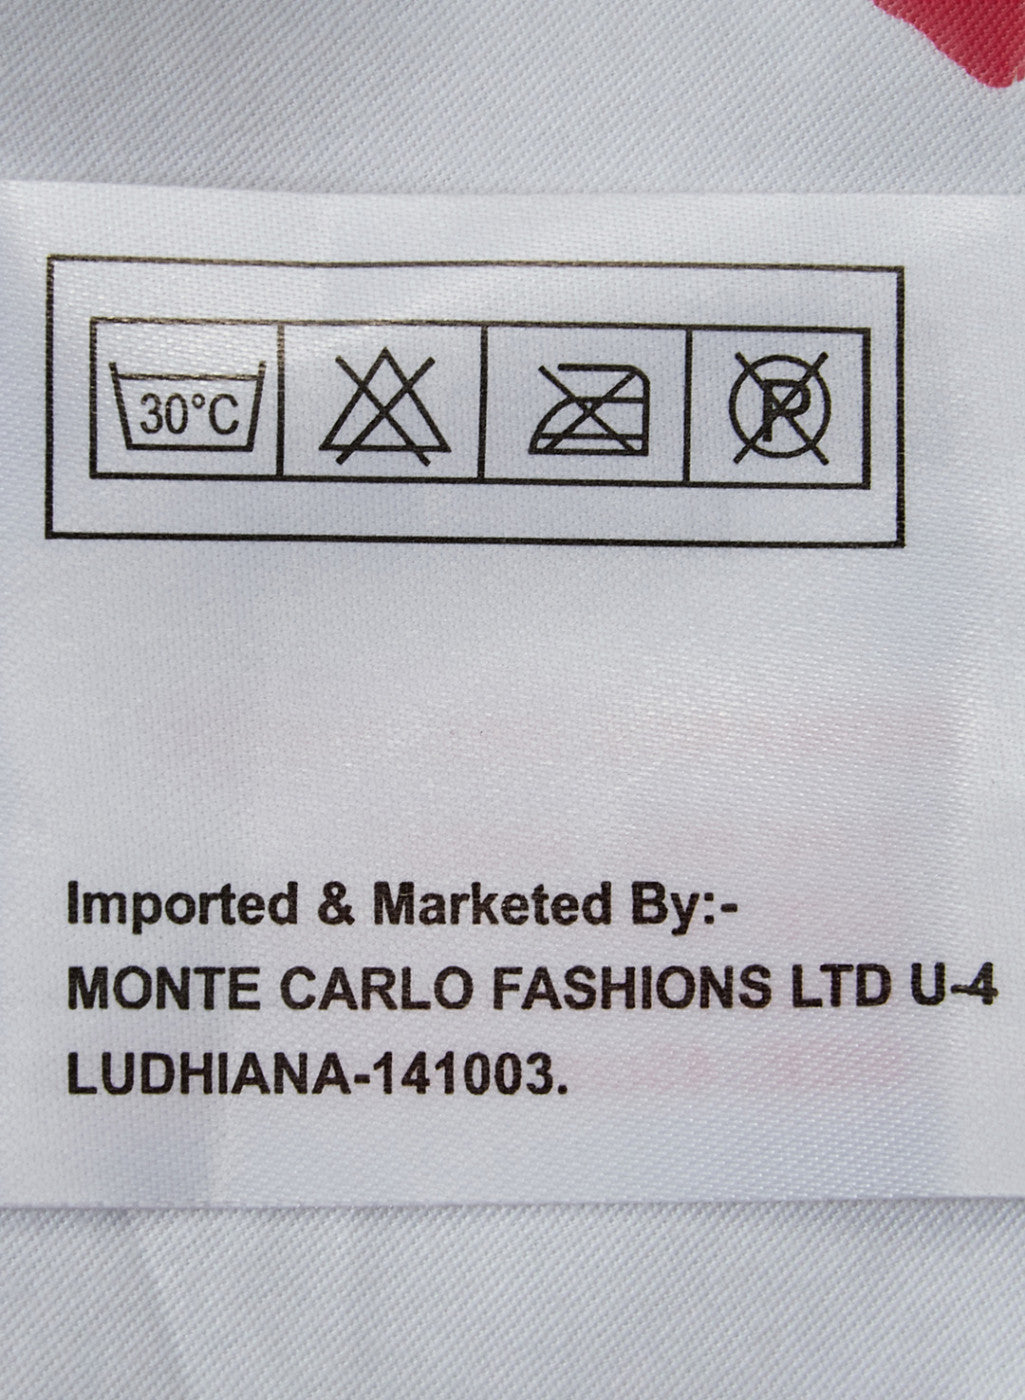 30°C
P
Imported & Marketed By:-
MONTE CARLO FASHIONS LTD U-4
LUDHIANA-141003.